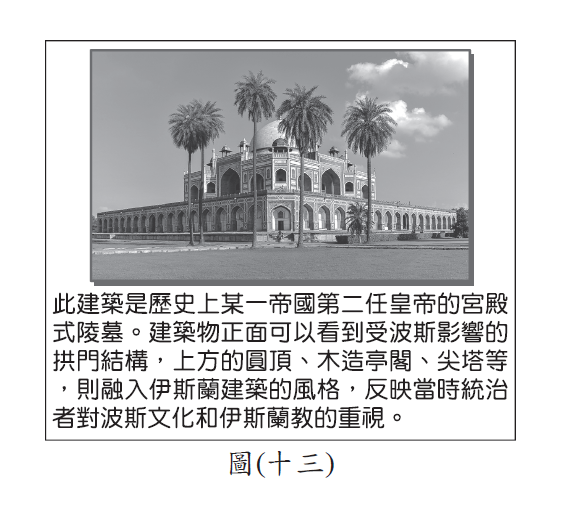 此建築是歷史上某一帝國第二任皇帝的宮殿
式陵墓。建築物正面可以看到受波斯影響的
拱門結構，上方的圓頂、木造亭閣、尖塔等
，則融入伊斯蘭建築的風格，反映當時統治
者對波斯文化和伊斯蘭教的重視。
圖(十三)